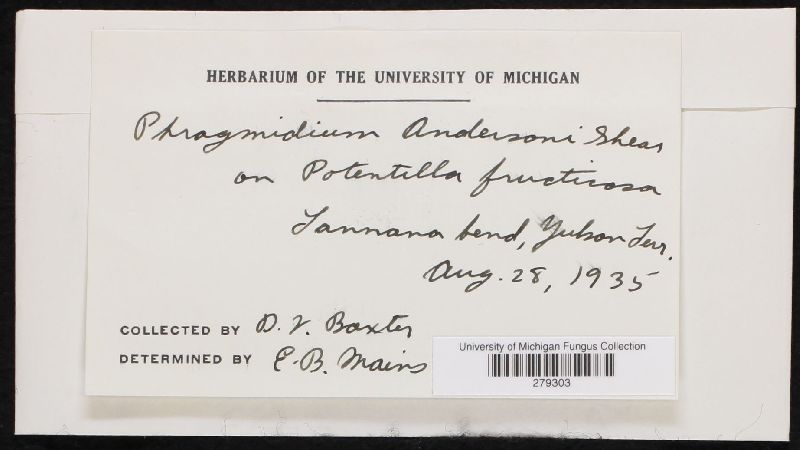 HERBARIUM OF THE UNIVERSITY OF MICHIGAN
Phragmidium Andersoni Shear
on Potentilla fructicosa
Tannana bend, Yukon Terr.
Aug. 28, 1935
COLLECTED BY D. V. Baxter
DETERMINED BY E. B. Mains
University of Michigan Fungus Collection
279303